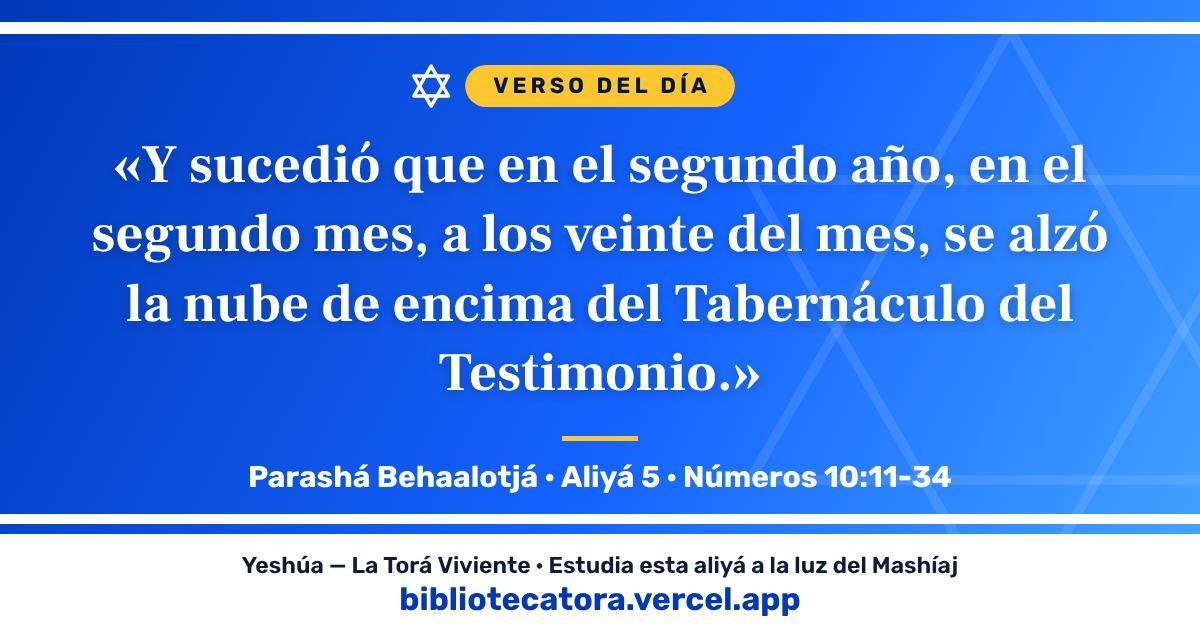 VERSO DEL DÍA
«Y sucedió que en el segundo año, en el
segundo mes, a los veinte del mes, se alzó
la nube de encima del Tabernáculo del
Testimonio.»
Parashá Behaalotjá • Aliyá 5 • Números 10:11-34
Yeshúa — La Torá Viviente • Estudia esta aliyá a la luz del Mashíaj
bibliotecatora.vercel.app